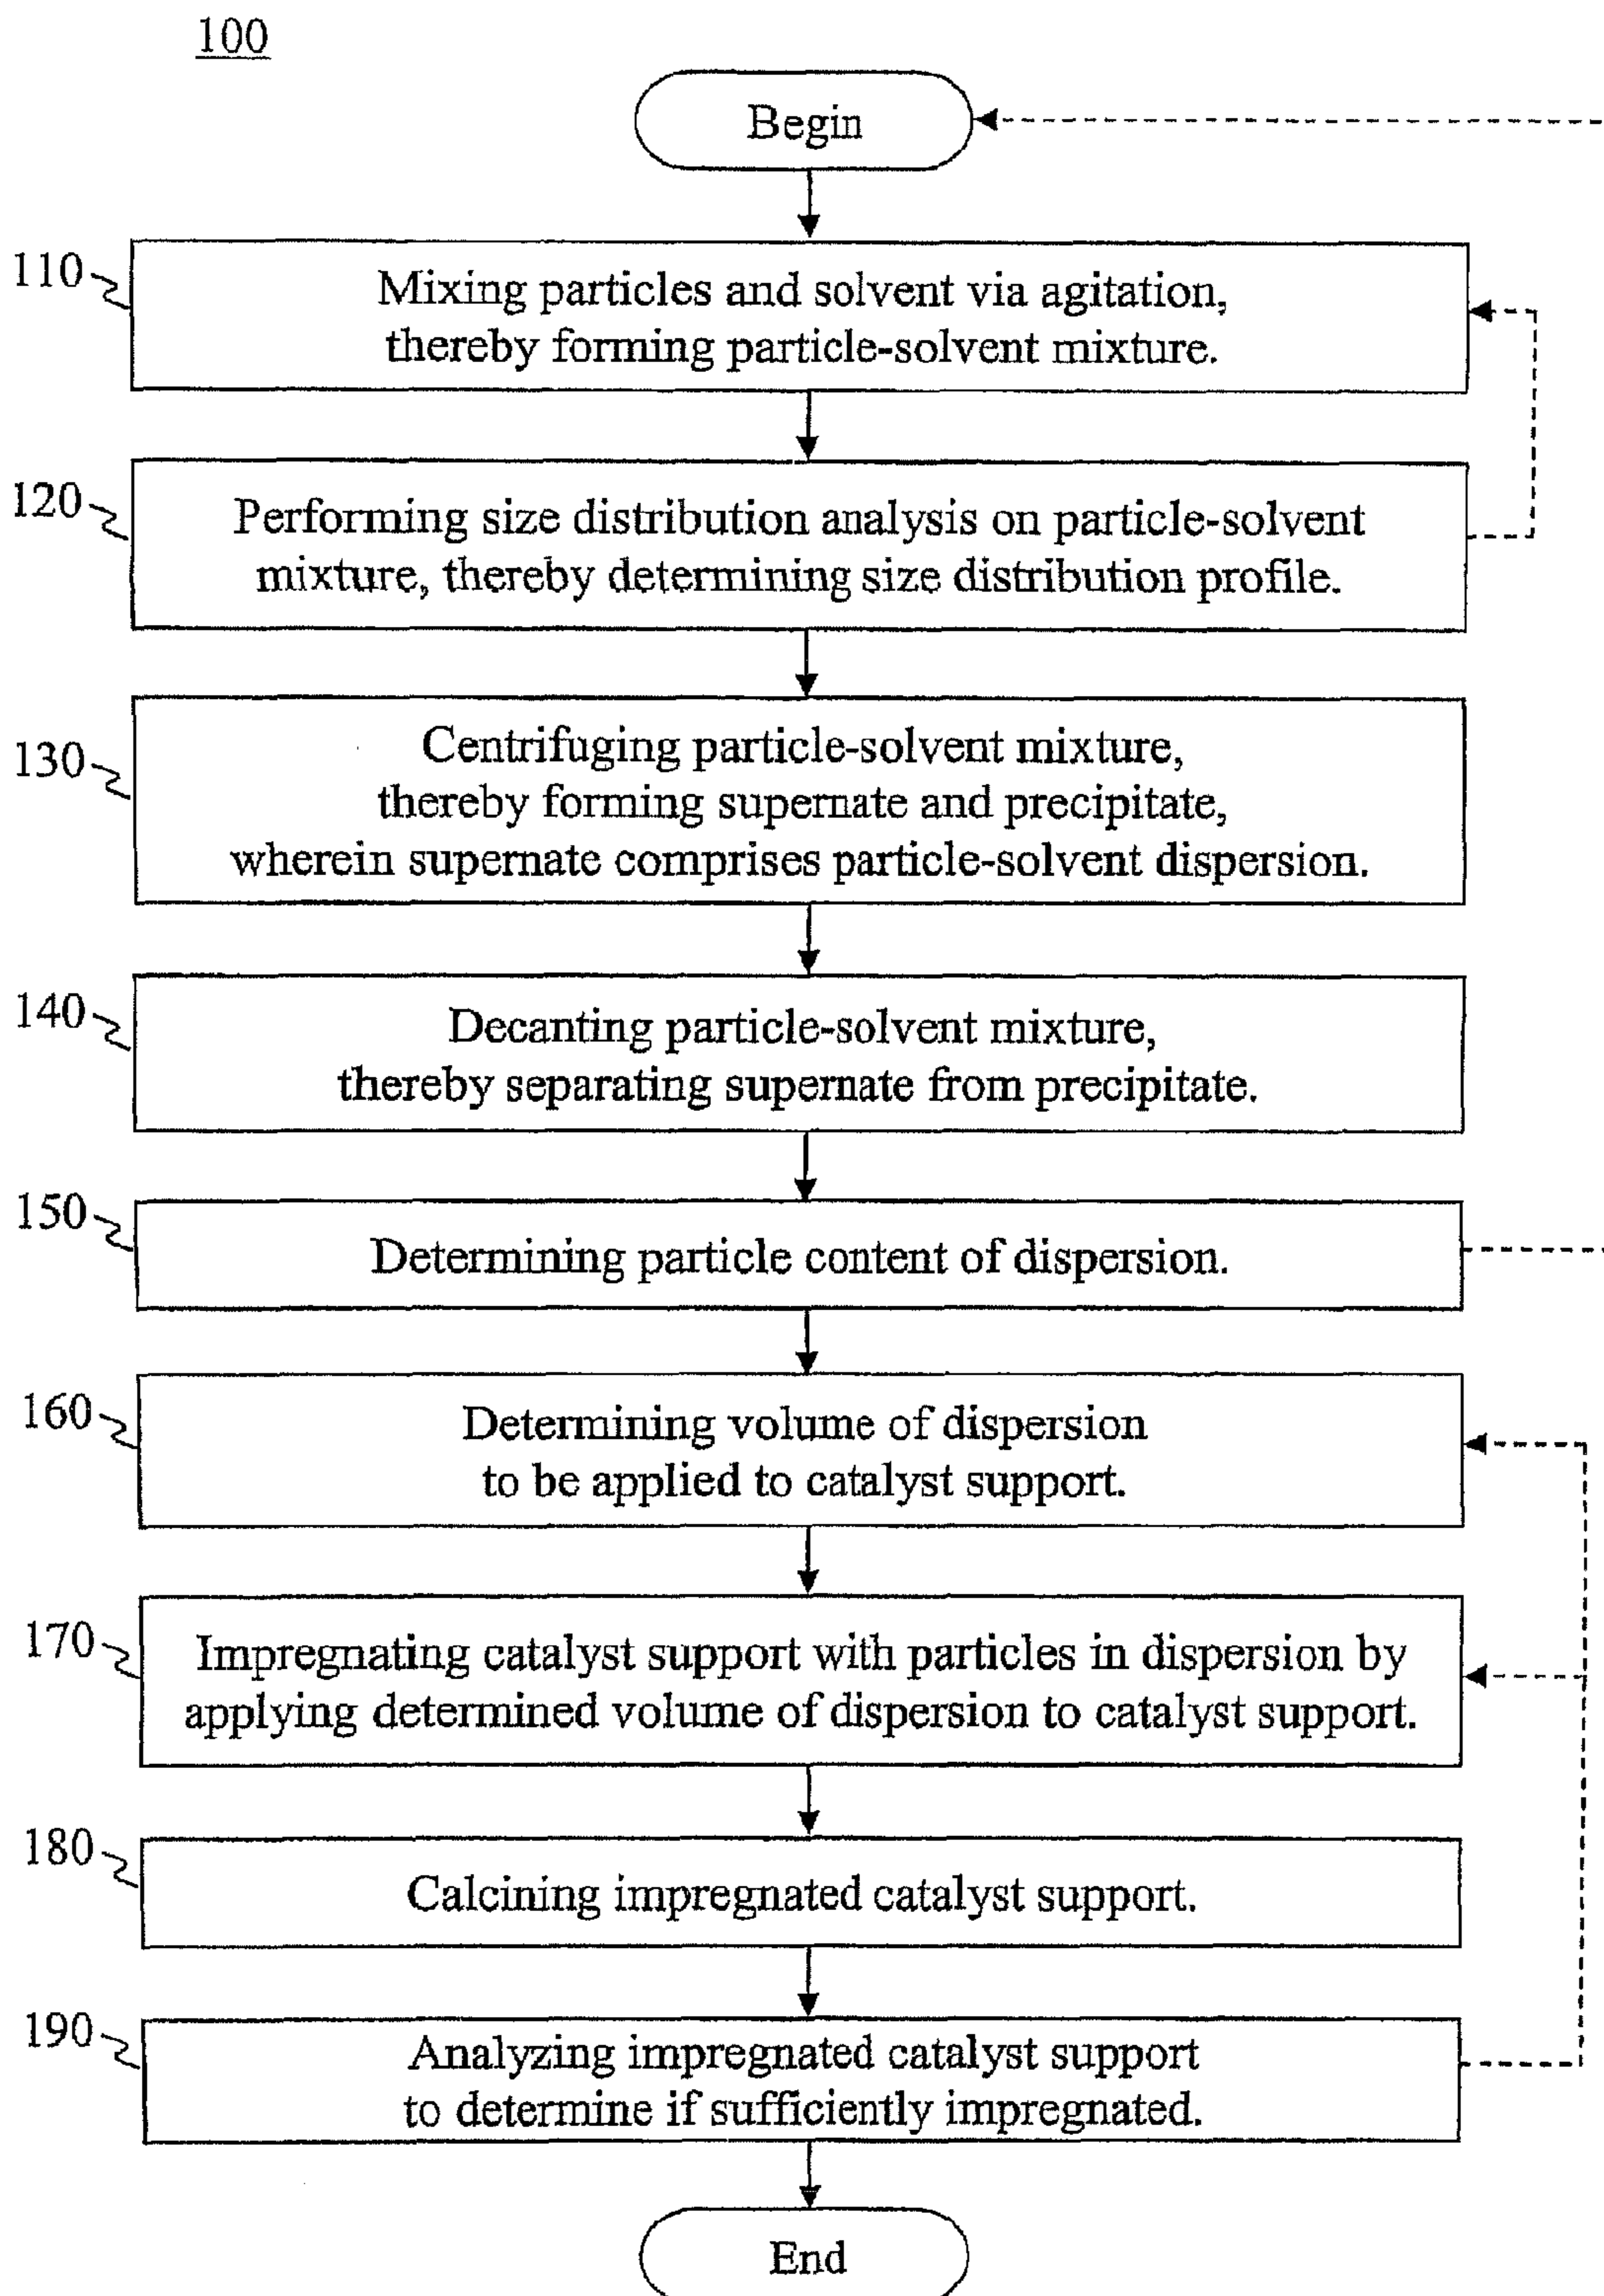 100
Begin
110
Mixing particles and solvent via agitation,
thereby forming particle-solvent mixture.
120
Performing size distribution analysis on particle-solvent
mixture, thereby determining size distribution profile.
130
Centrifuging particle-solvent mixture,
thereby forming supernate and precipitate,
wherein supernate comprises particle-solvent dispersion.
140
Decanting particle-solvent mixture,
thereby separating supernate from precipitate.
150
Determining particle content of dispersion.
160
Determining volume of dispersion
to be applied to catalyst support.
170
Impregnating catalyst support with particles in dispersion by
applying determined volume of dispersion to catalyst support.
180
Calcining impregnated catalyst support.
190
Analyzing impregnated catalyst support
to determine if sufficiently impregnated.
End